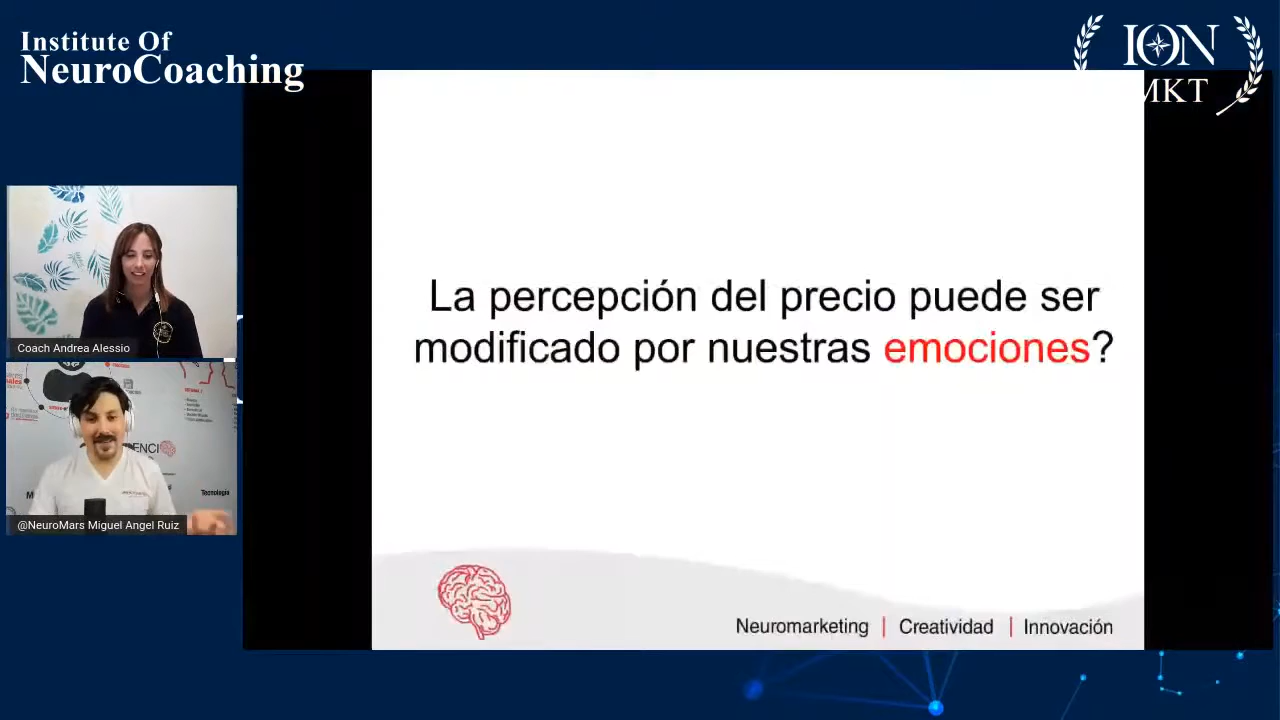 Institute Of
NeuroCoaching
ION
MKT
La percepción del precio puede ser
modificado por nuestras emociones?
Coach Andrea Alessio
ENCI
Tecnología
@NeuroMars Miguel Angel Ruiz
Neuromarketing | Creatividad | Innovación